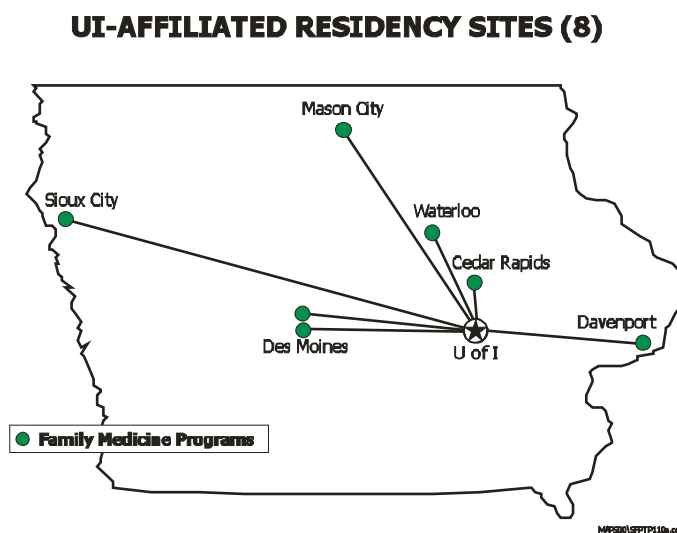 UI-AFFILIATED RESIDENCY SITES (8)
Mason City
Sioux City
Waterloo
Cedar Rapids
Davenport
Des Moines
U of I
Family Medicine Programs